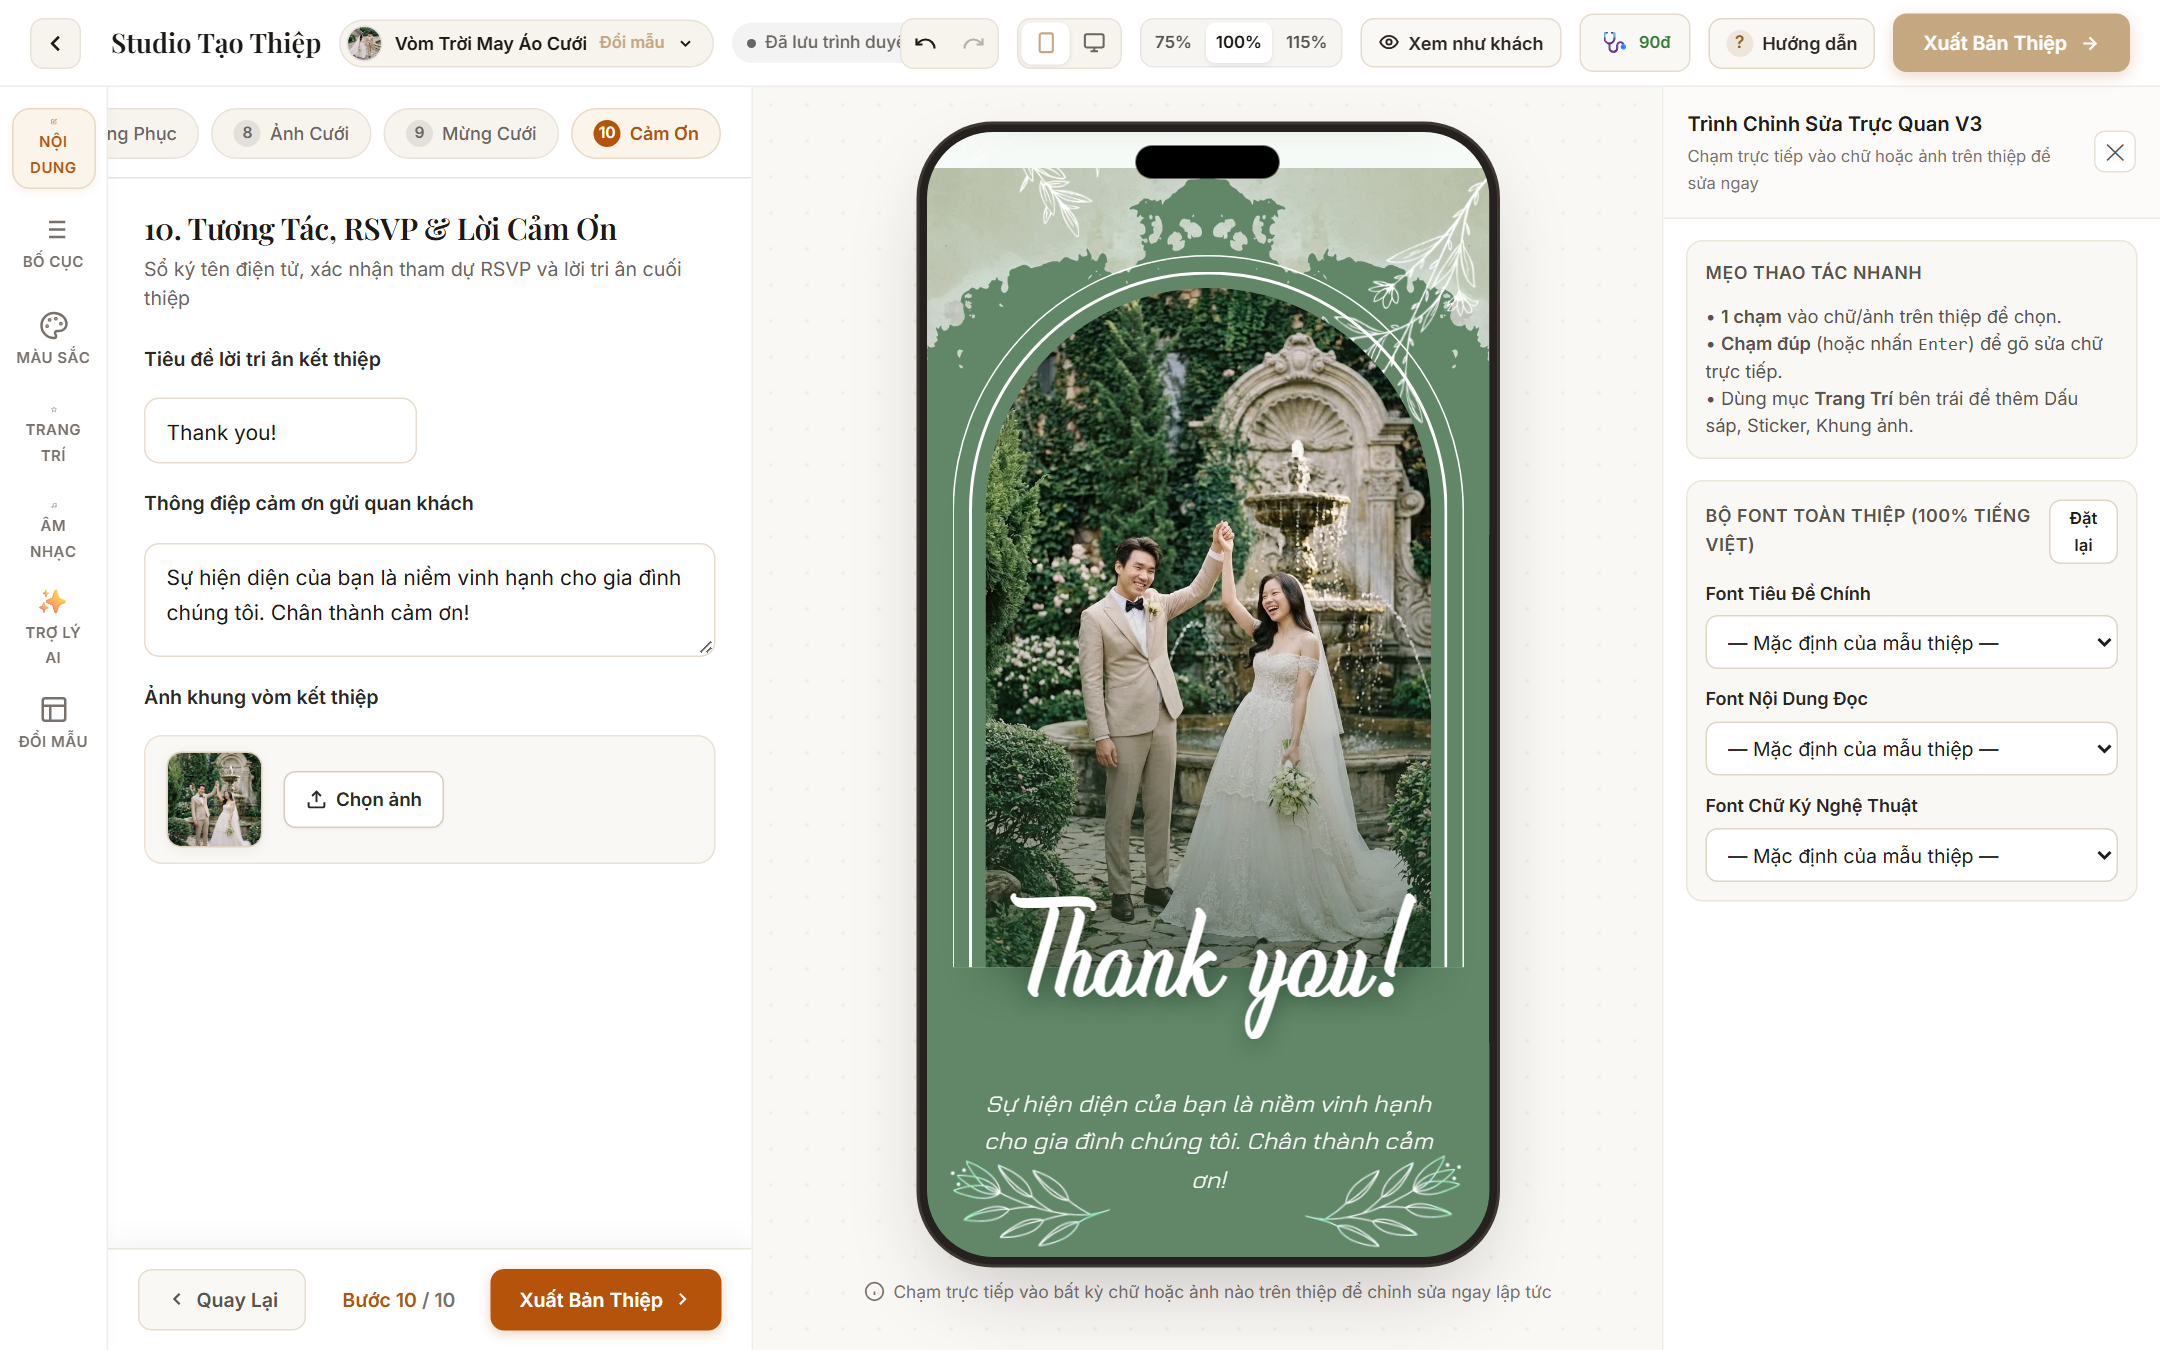 Studio Tạo Thiệp
Vòm Trời May Áo Cưới Đổi mẫu
Đã lưu trình duyệ
75% 100% 115%
Xem như khách
90đ
? Hướng dẫn
Xuất Bản Thiệp →
NỘI
DUNG
BỐ CỤC
MÀU SẮC
TRANG
TRÍ
ÂM
NHẠC
TRỢ LÝ
AI
ĐỔI MẪU
ng Phục
8 Ảnh Cưới
9 Mừng Cưới
10 Cảm Ơn
10. Tương Tác, RSVP & Lời Cảm Ơn
Sổ ký tên điện tử, xác nhận tham dự RSVP và lời tri ân cuối
thiệp
Tiêu đề lời tri ân kết thiệp
Thank you!
Thông điệp cảm ơn gửi quan khách
Sự hiện diện của bạn là niềm vinh hạnh cho gia đình
chúng tôi. Chân thành cảm ơn!
Ảnh khung vòm kết thiệp
Chọn ảnh
Quay Lại
Bước 10 / 10
Xuất Bản Thiệp
Thank you!
Sự hiện diện của bạn là niềm vinh hạnh
cho gia đình chúng tôi. Chân thành cảm
ơn!
Chạm trực tiếp vào bất kỳ chữ hoặc ảnh nào trên thiệp để chỉnh sửa ngay lập tức
Trình Chỉnh Sửa Trực Quan V3
Chạm trực tiếp vào chữ hoặc ảnh trên thiệp để
sửa ngay
MẸO THAO TÁC NHANH
• 1 chạm vào chữ/ảnh trên thiệp để chọn.
• Chạm đúp (hoặc nhấn Enter) để gõ sửa chữ
trực tiếp.
• Dùng mục Trang Trí bên trái để thêm Dấu
sáp, Sticker, Khung ảnh.
BỘ FONT TOÀN THIỆP (100% TIẾNG
VIỆT)
Đặt
lại
Font Tiêu Đề Chính
— Mặc định của mẫu thiệp —
Font Nội Dung Đọc
— Mặc định của mẫu thiệp —
Font Chữ Ký Nghệ Thuật
— Mặc định của mẫu thiệp —